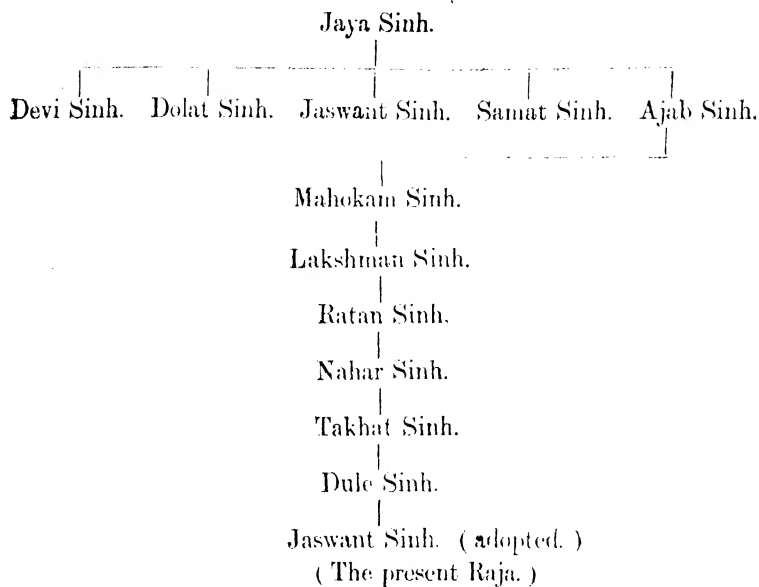 Jaya Sinh.
Devi Sinh. Dolat Sinh. Jaswant Sinh. Samat Sinh. Ajab Sinh.
Mahokam Sinh.
Lakshman Sinh.
Ratan Sinh.
Nahar Sinh.
Takhat Sinh.
Dule Sinh.
Jaswant Sinh. ( adopted. )
( The present Raja. )